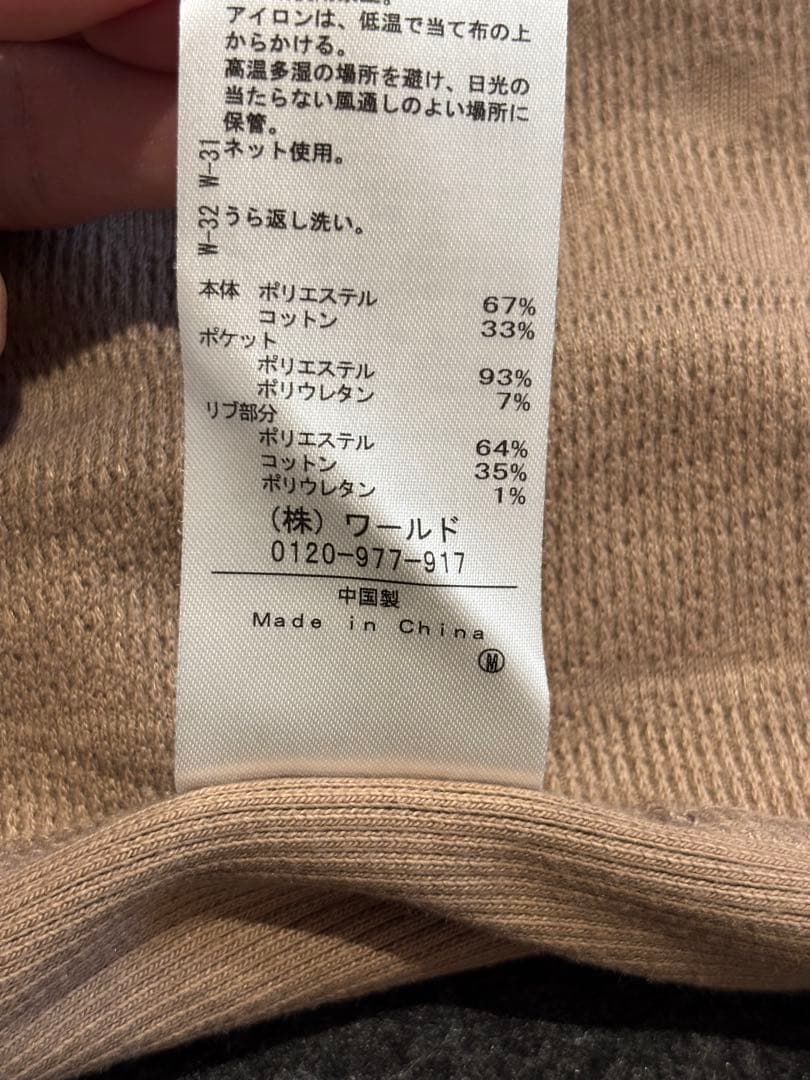 アイロンは、低温で当て布の上
からかける。
高温多湿の場所を避け、日光の
当たらない風通しのよい場所に
保管。
W-31 ネット使用。
W-32 うら返し洗い。
本体 ポリエステル 67%
コットン 33%
ポケット
ポリエステル 93%
ポリウレタン 7%
リブ部分
ポリエステル 64%
コットン 35%
ポリウレタン 1%
(株) ワールド
0120-977-917
中国製
Made in China
Ⓜ